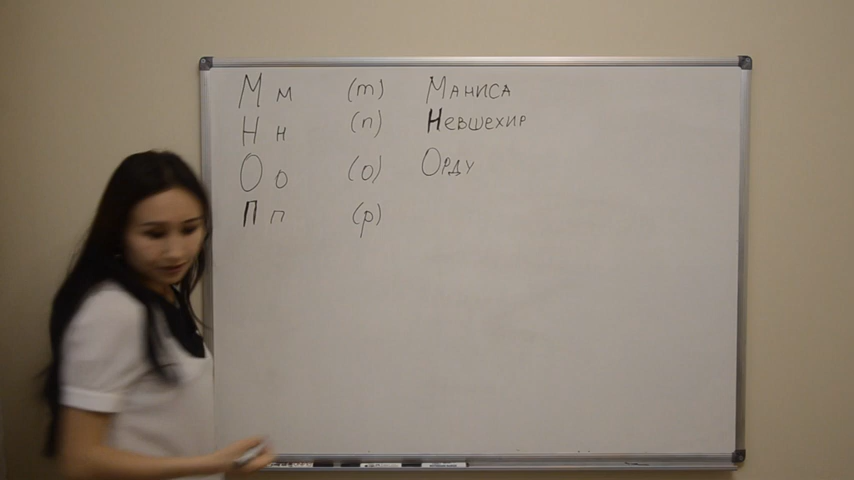 М м (m) Маниса
Н н (n) Невшехир
О о (o) Орду
П п (p)